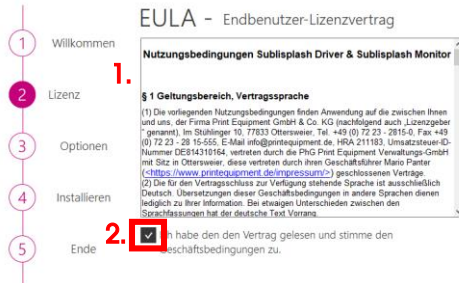 EULA - Endbenutzer-Lizenzvertrag
1 Willkommen
2 Lizenz
3 Optionen
4 Installieren
5 Ende
1.
Nutzungsbedingungen Sublisplash Driver & Sublisplash Monitor
§ 1 Geltungsbereich, Vertragssprache
(1) Die vorliegenden Nutzungsbedingungen finden Anwendung auf die zwischen Ihnen
und uns, der Firma Print Equipment GmbH & Co. KG (nachfolgend auch „Lizenzgeber
“ genannt), Im Stühlinger 10, 77833 Ottersweier, Tel. +49 (0) 72 23 - 2815-0, Fax +49
(0) 72 23 - 28 15-555, E-Mail info@printequipment.de, HRA 211183, Umsatzsteuer-ID-
Nummer DE814310164, vertreten durch die PhG Print Equipment Verwaltungs-GmbH
mit Sitz in Ottersweier, diese vertreten durch ihren Geschäftsführer Mario Panter
(<https://www.printequipment.de/impressum/>) geschlossenen Verträge.
(2) Die für den Vertragsschluss zur Verfügung stehende Sprache ist ausschließlich
Deutsch. Übersetzungen dieser Geschäftsbedingungen in andere Sprachen dienen
lediglich zu Ihrer Information. Bei etwaigen Unterschieden zwischen den
Sprachfassungen hat der deutsche Text Vorrang.
2.
Ich habe den den Vertrag gelesen und stimme den
Geschäftsbedingungen zu.